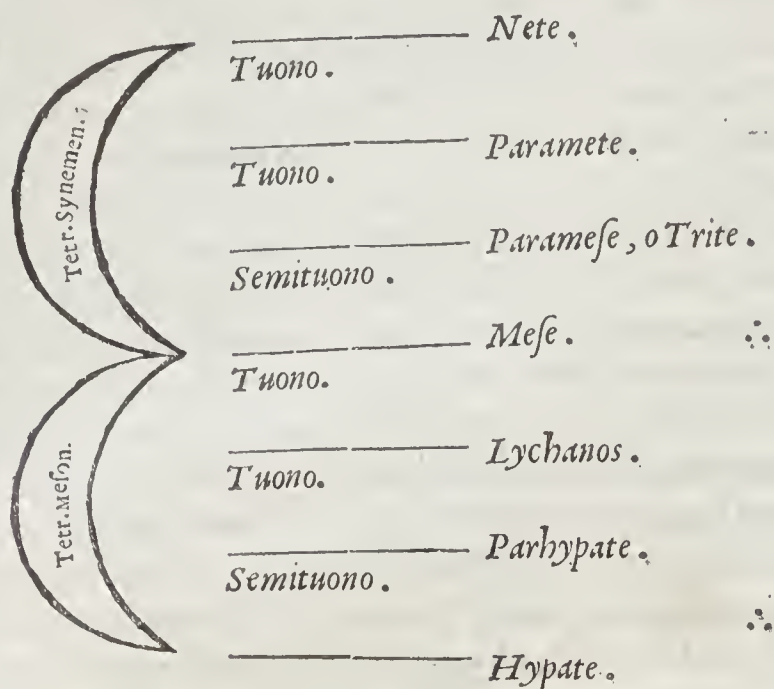 Nete.
Tuono.
Paramete.
Tuono.
Parameſe, o Trite.
Semituono.
Meſe.
Tuono.
Lychanos.
Tuono.
Parhypate.
Semituono.
Hypate.
Tetr. Synemen.
Tetr. Meſon.